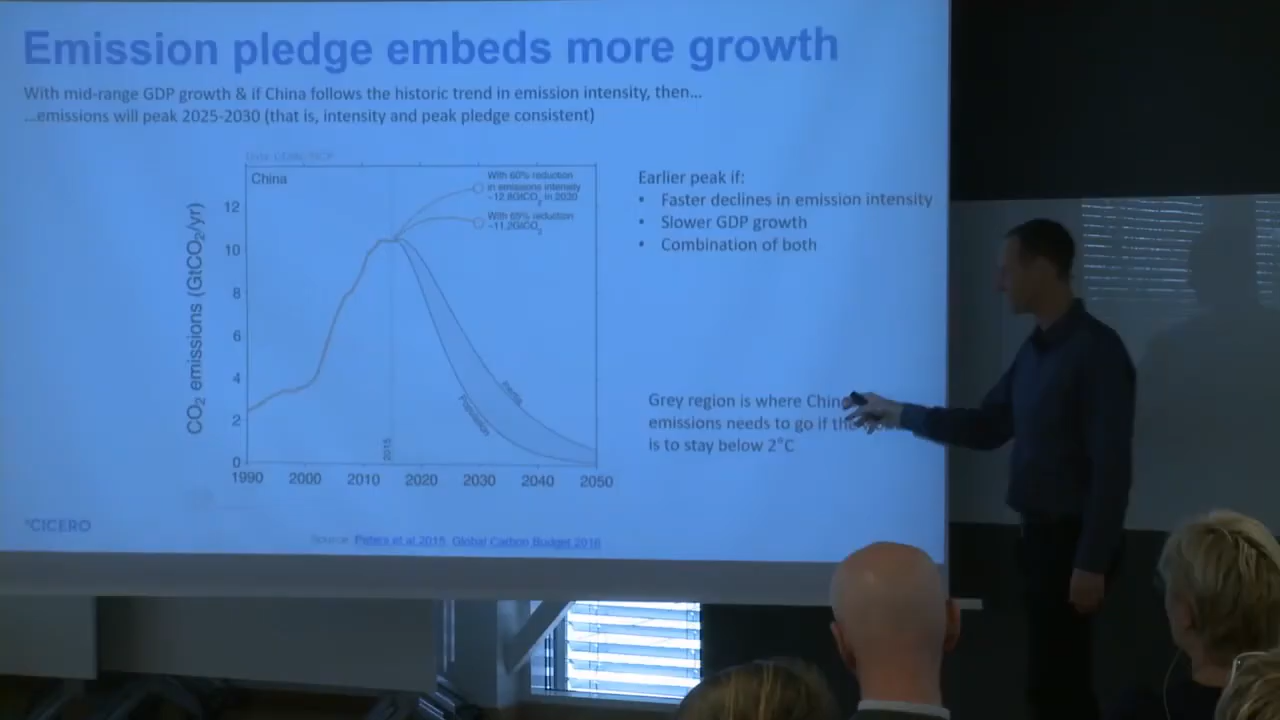 Emission pledge embeds more growth
With mid-range GDP growth & if China follows the historic trend in emission intensity, then...
...emissions will peak 2025-2030 (that is, intensity and peak pledge consistent)
China
With 60% reduction
in emissions intensity
~12.8GtCO2 in 2030
With 65% reduction
~11.2GtCO2
CO2 emissions (GtCO2/yr)
12
10
8
6
4
2
0
Inertia
Population
2015
1990 2000 2010 2020 2030 2040 2050
Earlier peak if:
• Faster declines in emission intensity
• Slower GDP growth
• Combination of both
Grey region is where Chin
emissions needs to go if the
is to stay below 2°C
°CICERO
Source: Peters et al 2015, Global Carbon Budget 2016